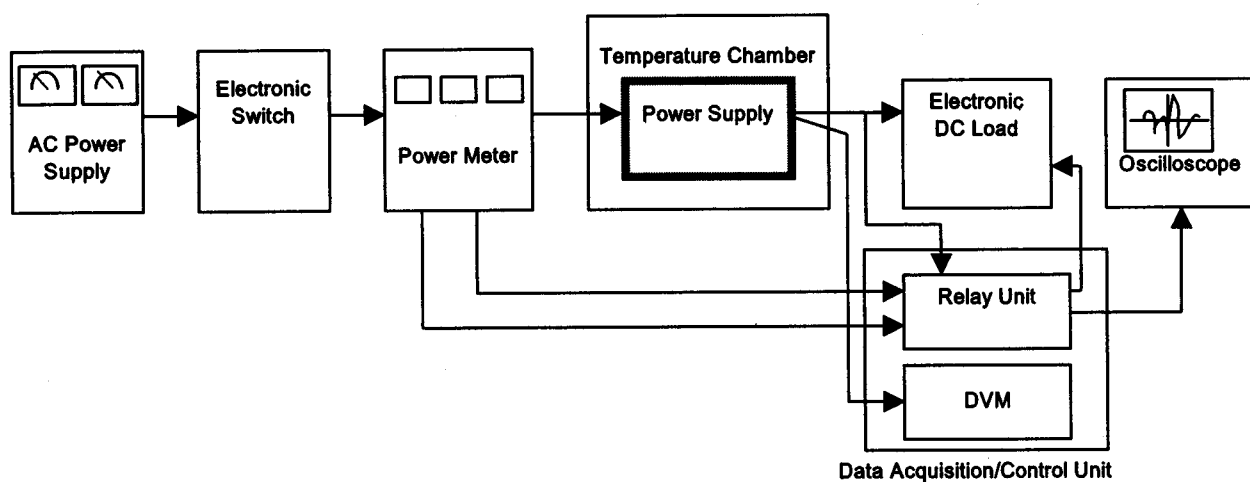 AC Power
Supply
Electronic
Switch
Power Meter
Temperature Chamber
Power Supply
Electronic
DC Load
Oscilloscope
Relay Unit
DVM
Data Acquisition/Control Unit